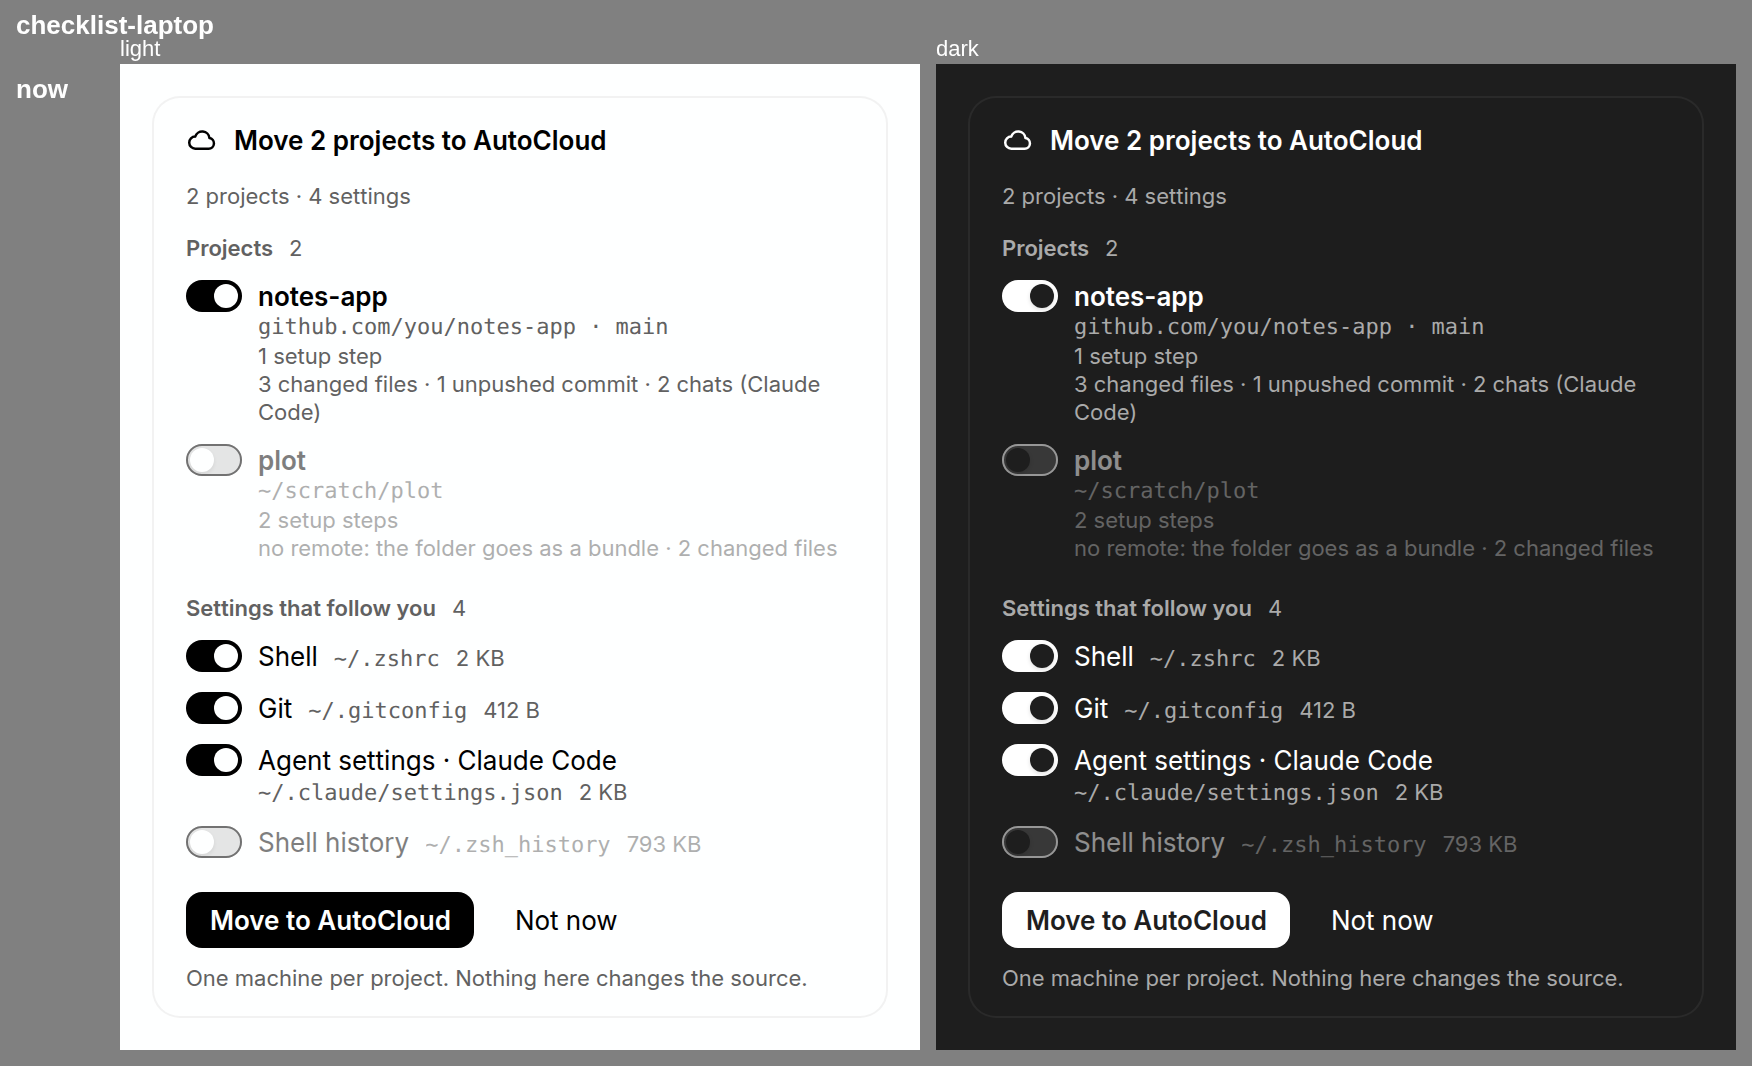 checklist-laptop
light
dark
now
Move 2 projects to AutoCloud
2 projects · 4 settings
Projects 2
notes-app
github.com/you/notes-app · main
1 setup step
3 changed files · 1 unpushed commit · 2 chats (Claude
Code)
plot
~/scratch/plot
2 setup steps
no remote: the folder goes as a bundle · 2 changed files
Settings that follow you 4
Shell ~/.zshrc 2 KB
Git ~/.gitconfig 412 B
Agent settings · Claude Code
~/.claude/settings.json 2 KB
Shell history ~/.zsh_history 793 KB
Move to AutoCloud Not now
One machine per project. Nothing here changes the source.
Move 2 projects to AutoCloud
2 projects · 4 settings
Projects 2
notes-app
github.com/you/notes-app · main
1 setup step
3 changed files · 1 unpushed commit · 2 chats (Claude
Code)
plot
~/scratch/plot
2 setup steps
no remote: the folder goes as a bundle · 2 changed files
Settings that follow you 4
Shell ~/.zshrc 2 KB
Git ~/.gitconfig 412 B
Agent settings · Claude Code
~/.claude/settings.json 2 KB
Shell history ~/.zsh_history 793 KB
Move to AutoCloud Not now
One machine per project. Nothing here changes the source.